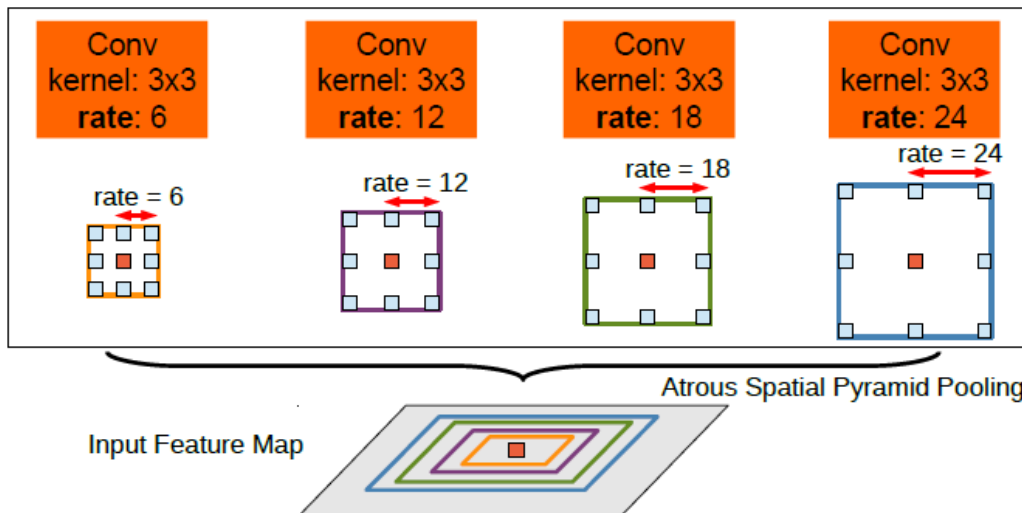 Conv
kernel: 3x3
rate: 6
Conv
kernel: 3x3
rate: 12
Conv
kernel: 3x3
rate: 18
Conv
kernel: 3x3
rate: 24
rate = 6
rate = 12
rate = 18
rate = 24
Atrous Spatial Pyramid Pooling
Input Feature Map